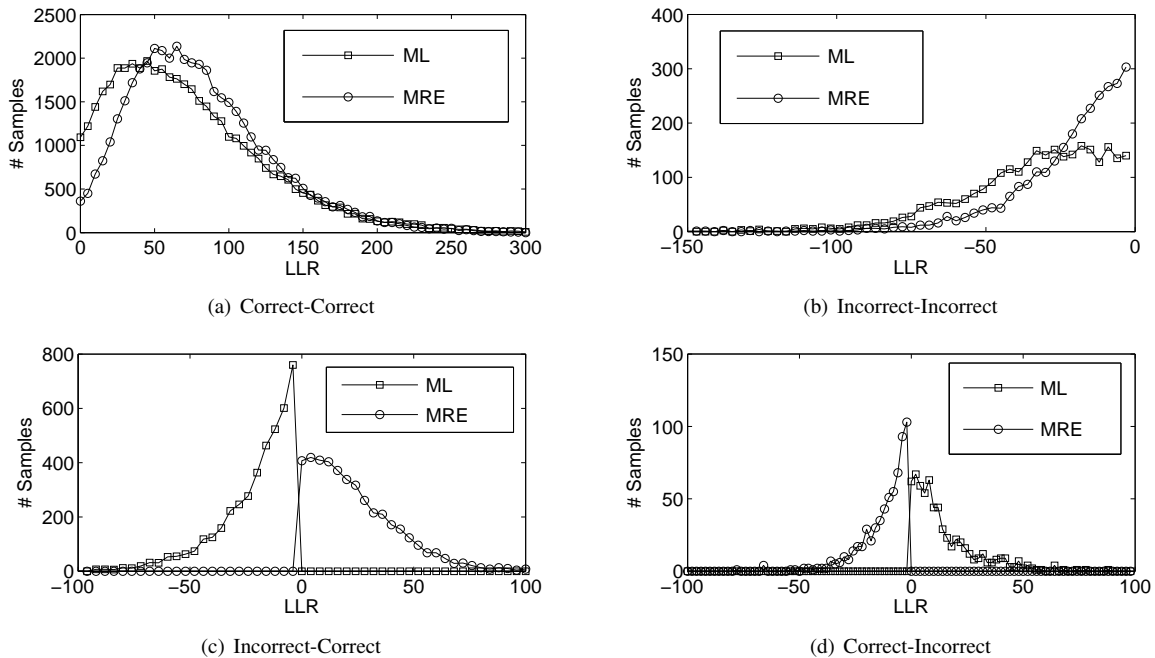 2500
2000
1500
1000
500
0
# Samples
ML
MRE
0 50 100 150 200 250 300
LLR
(a) Correct-Correct
400
300
200
100
0
# Samples
ML
MRE
−150 −100 −50 0
LLR
(b) Incorrect-Incorrect
800
600
400
200
0
# Samples
ML
MRE
−100 −50 0 50 100
LLR
(c) Incorrect-Correct
150
100
50
0
# Samples
ML
MRE
−100 −50 0 50 100
LLR
(d) Correct-Incorrect